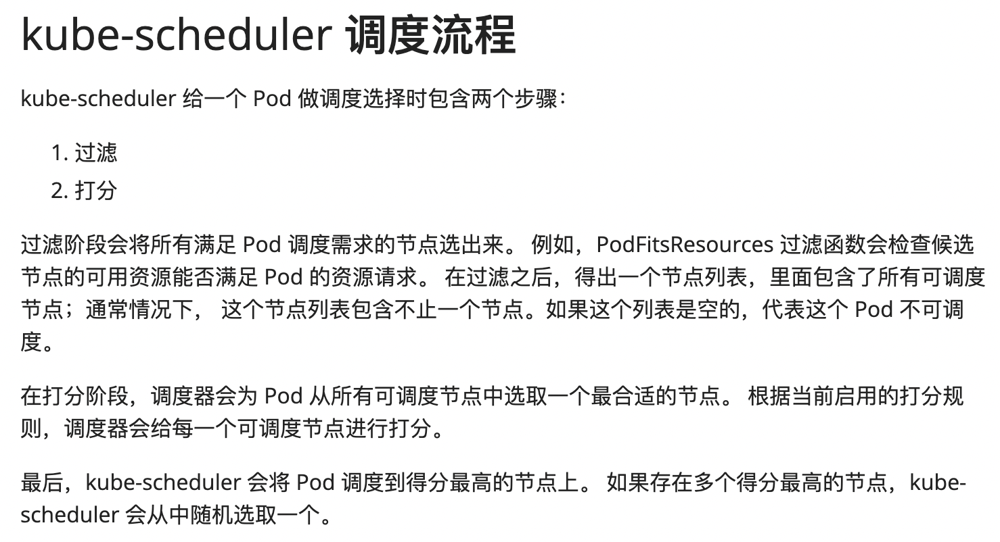 kube-scheduler 调度流程
kube-scheduler 给一个 Pod 做调度选择时包含两个步骤：
1. 过滤
2. 打分
过滤阶段会将所有满足 Pod 调度需求的节点选出来。 例如，PodFitsResources 过滤函数会检查候选
节点的可用资源能否满足 Pod 的资源请求。 在过滤之后，得出一个节点列表，里面包含了所有可调度
节点；通常情况下， 这个节点列表包含不止一个节点。如果这个列表是空的，代表这个 Pod 不可调
度。
在打分阶段，调度器会为 Pod 从所有可调度节点中选取一个最合适的节点。 根据当前启用的打分规
则，调度器会给每一个可调度节点进行打分。
最后，kube-scheduler 会将 Pod 调度到得分最高的节点上。 如果存在多个得分最高的节点，kube-
scheduler 会从中随机选取一个。